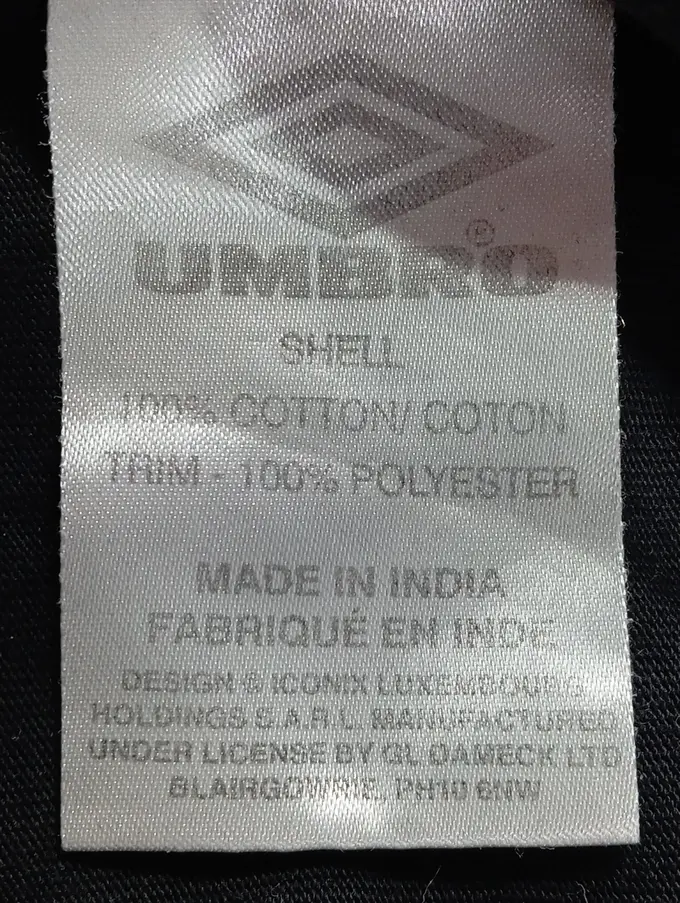 UMBRO ®
SHELL
100% COTTON/ COTON
TRIM - 100% POLYESTER
MADE IN INDIA
FABRIQUÉ EN INDE
DESIGN © ICONIX LUXEMBOURG
HOLDINGS S.A.R.L. MANUFACTURED
UNDER LICENSE BY GL DAMECK LTD
BLAIRGOWRIE, PH10 6NW